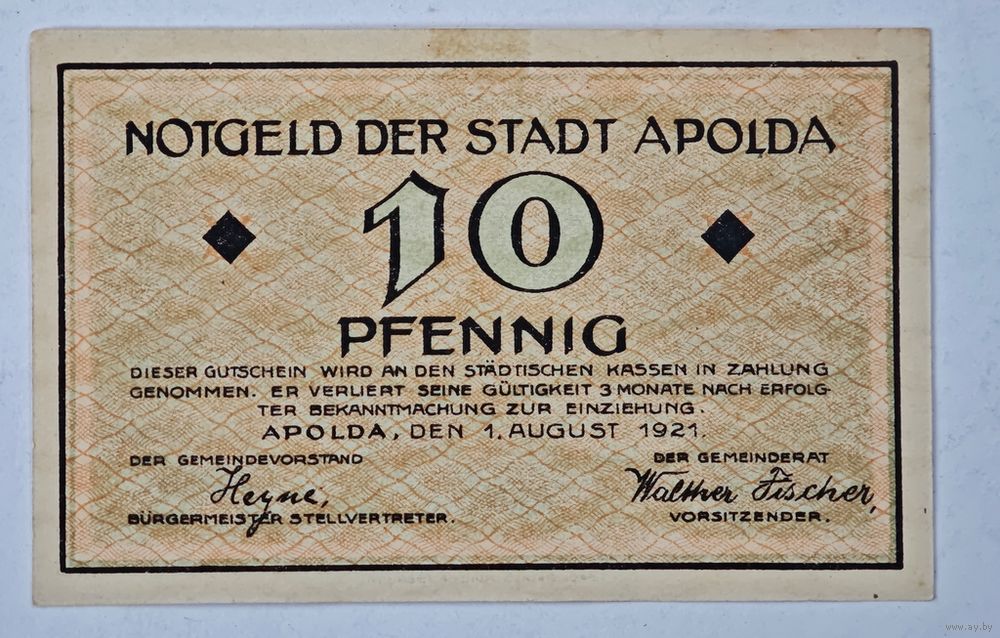 NOTGELD DER STADT APOLDA
10
PFENNIG
DIESER GUTSCHEIN WIRD AN DEN STÄDTISCHEN KASSEN IN ZAHLUNG
GENOMMEN. ER VERLIERT SEINE GÜLTIGKEIT 3 MONATE NACH ERFOLG-
TER BEKANNTMACHUNG ZUR EINZIEHUNG.
APOLDA, DEN 1. AUGUST 1921.
DER GEMEINDEVORSTAND DER GEMEINDERAT
Heyne, Walther Fischer,
BÜRGERMEISTER STELLVERTRETER. VORSITZENDER.
www.ay.by